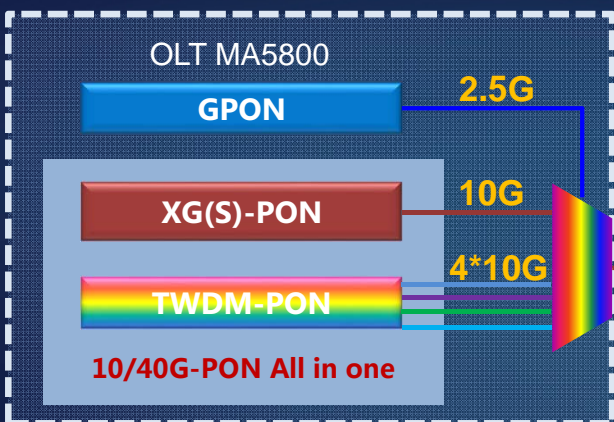 OLT MA5800
GPON
2.5G
XG(S)-PON
10G
TWDM-PON
4*10G
10/40G-PON All in one